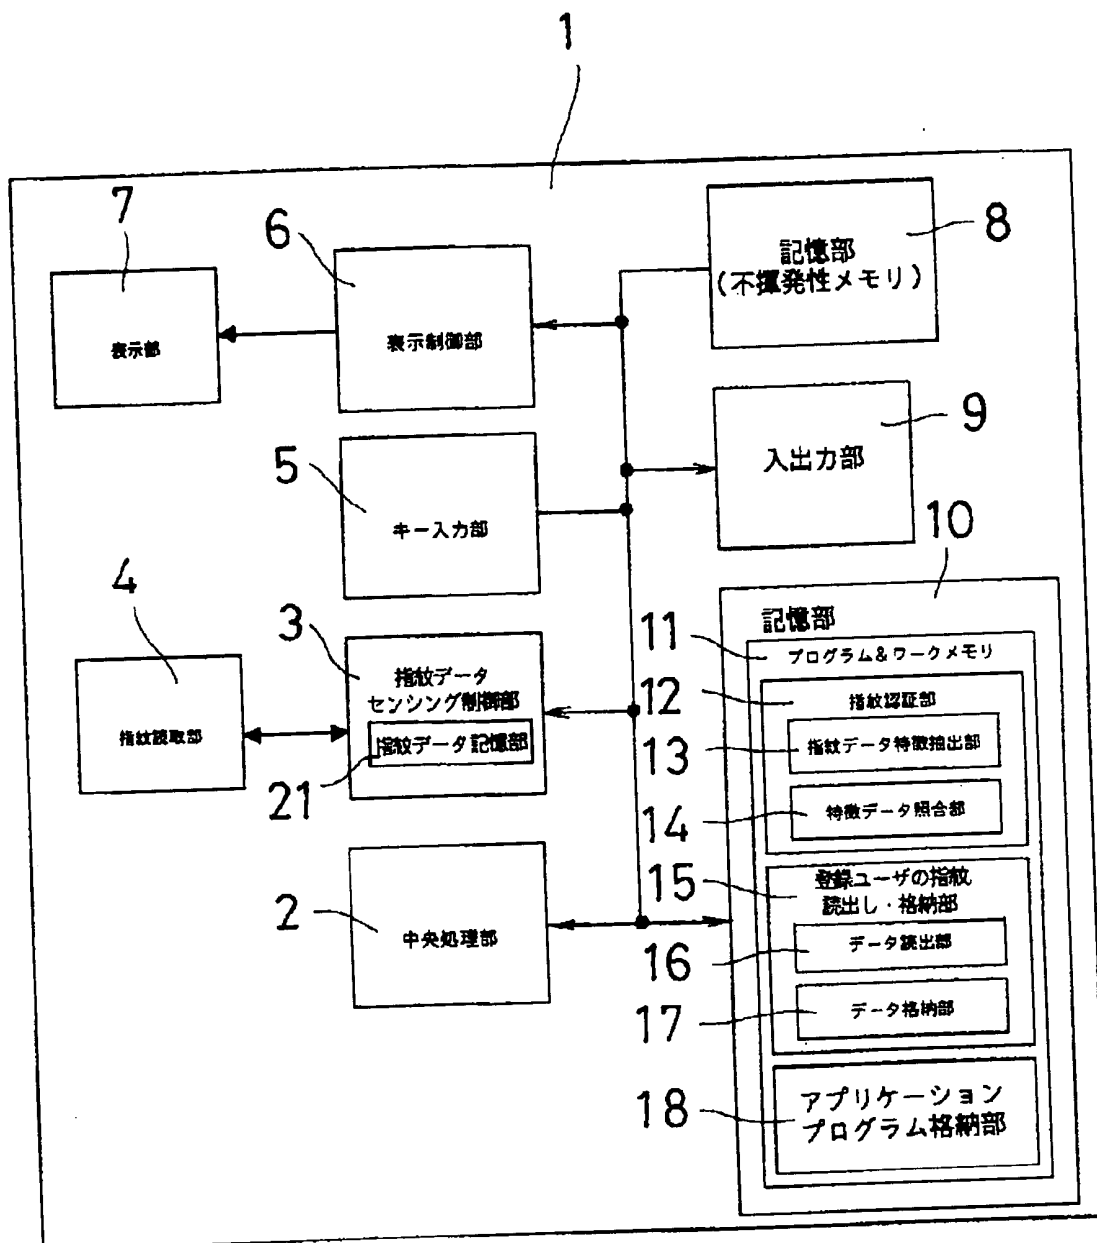 1
7
6
8
記憶部
(不揮発性メモリ)
表示部
表示制御部
5
9
入出力部
キー入力部
10
4
3
記憶部
11
プログラム&ワークメモリ
指紋データ
センシング制御部
12
指紋認証部
指紋読取部
指紋データ記憶部
13
指紋データ特徴抽出部
21
14
特徴データ照合部
2
15
登録ユーザの指紋
読出し・格納部
中央処理部
16
データ読出部
17
データ格納部
18
アプリケーション
プログラム格納部